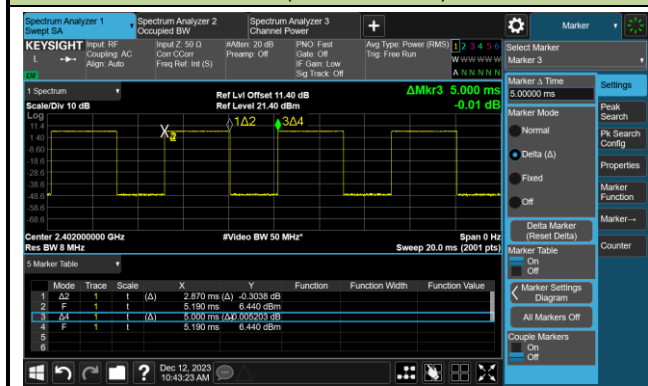 Spectrum Analyzer 1
Swept SA
Spectrum Analyzer 2
Occupied BW
Spectrum Analyzer 3
Channel Power
Marker
KEYSIGHT
L
Input: RF
Coupling: AC
Align: Auto
Input Z: 50 Ω
Corr CCorr
Freq Ref: Int (S)
#Atten: 20 dB
Preamp: Off
PNO: Fast
Gate: Off
IF Gain: Low
Sig Track: Off
Avg Type: Power (RMS)
Trig: Free Run
1 2 3 4 5 6
W W W W W W
A N N N N N
Select Marker
Marker 3
1 Spectrum
Scale/Div 10 dB
Log
Ref Lvl Offset 11.40 dB
Ref Level 21.40 dBm
ΔMkr3 5.000 ms
-0.01 dB
1Δ2
3Δ4
11.4
1.40
-8.60
-18.6
-28.6
-38.6
-48.6
-58.6
-68.6
Center 2.402000000 GHz
Res BW 8 MHz
#Video BW 50 MHz*
Span 0 Hz
Sweep 20.0 ms (2001 pts)
5 Marker Table
Mode Trace Scale X Y Function Function Width Function Value
1 Δ2 1 t (Δ) 2.870 ms (Δ) -0.3038 dB
2 F 1 t 5.190 ms 6.440 dBm
3 Δ4 1 t (Δ) 5.000 ms (Δ) -0.005203 dB
4 F 1 t 5.190 ms 6.440 dBm
5
6
Marker Δ Time
5.00000 ms
Marker Mode
Normal
Delta (Δ)
Fixed
Off
Delta Marker
(Reset Delta)
Marker Table
On
Off
Marker Settings
Diagram
All Markers Off
Couple Markers
On
Off
Settings
Peak
Search
Pk Search
Config
Properties
Marker
Function
Marker→
Counter
?
Dec 12, 2023
10:43:23 AM